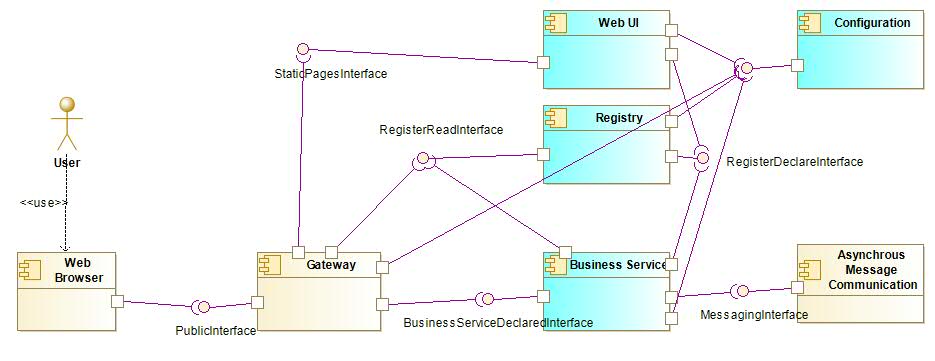 Web UI
Configuration
StaticPagesInterface
Registry
RegisterReadInterface
User
RegisterDeclareInterface
<<use>>
Web
Browser
Gateway
Business Service
Asynchrous
Message
Communication
PublicInterface
BusinessServiceDeclaredInterface
MessagingInterface